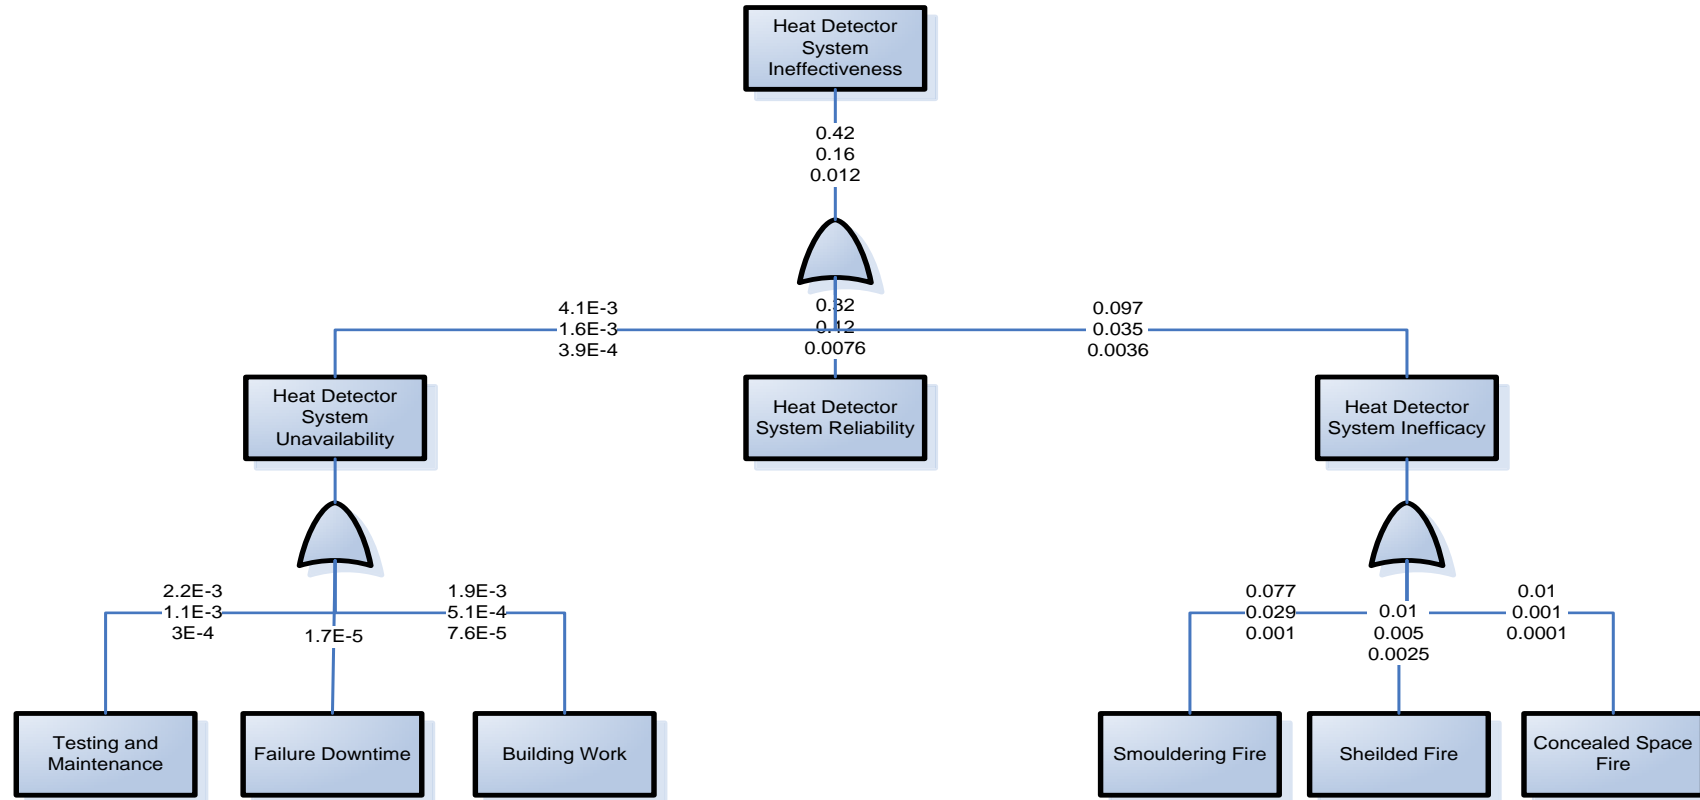 Heat Detector
System
Ineffectiveness
0.42
0.16
0.012
4.1E-3
1.6E-3
3.9E-4
0.32
0.12
0.0076
0.097
0.035
0.0036
Heat Detector
System
Unavailability
Heat Detector
System Reliability
Heat Detector
System Inefficacy
2.2E-3
1.1E-3
3E-4
1.7E-5
1.9E-3
5.1E-4
7.6E-5
0.077
0.029
0.001
0.01
0.005
0.0025
0.01
0.001
0.0001
Testing and
Maintenance
Failure Downtime
Building Work
Smouldering Fire
Sheilded Fire
Concealed Space
Fire